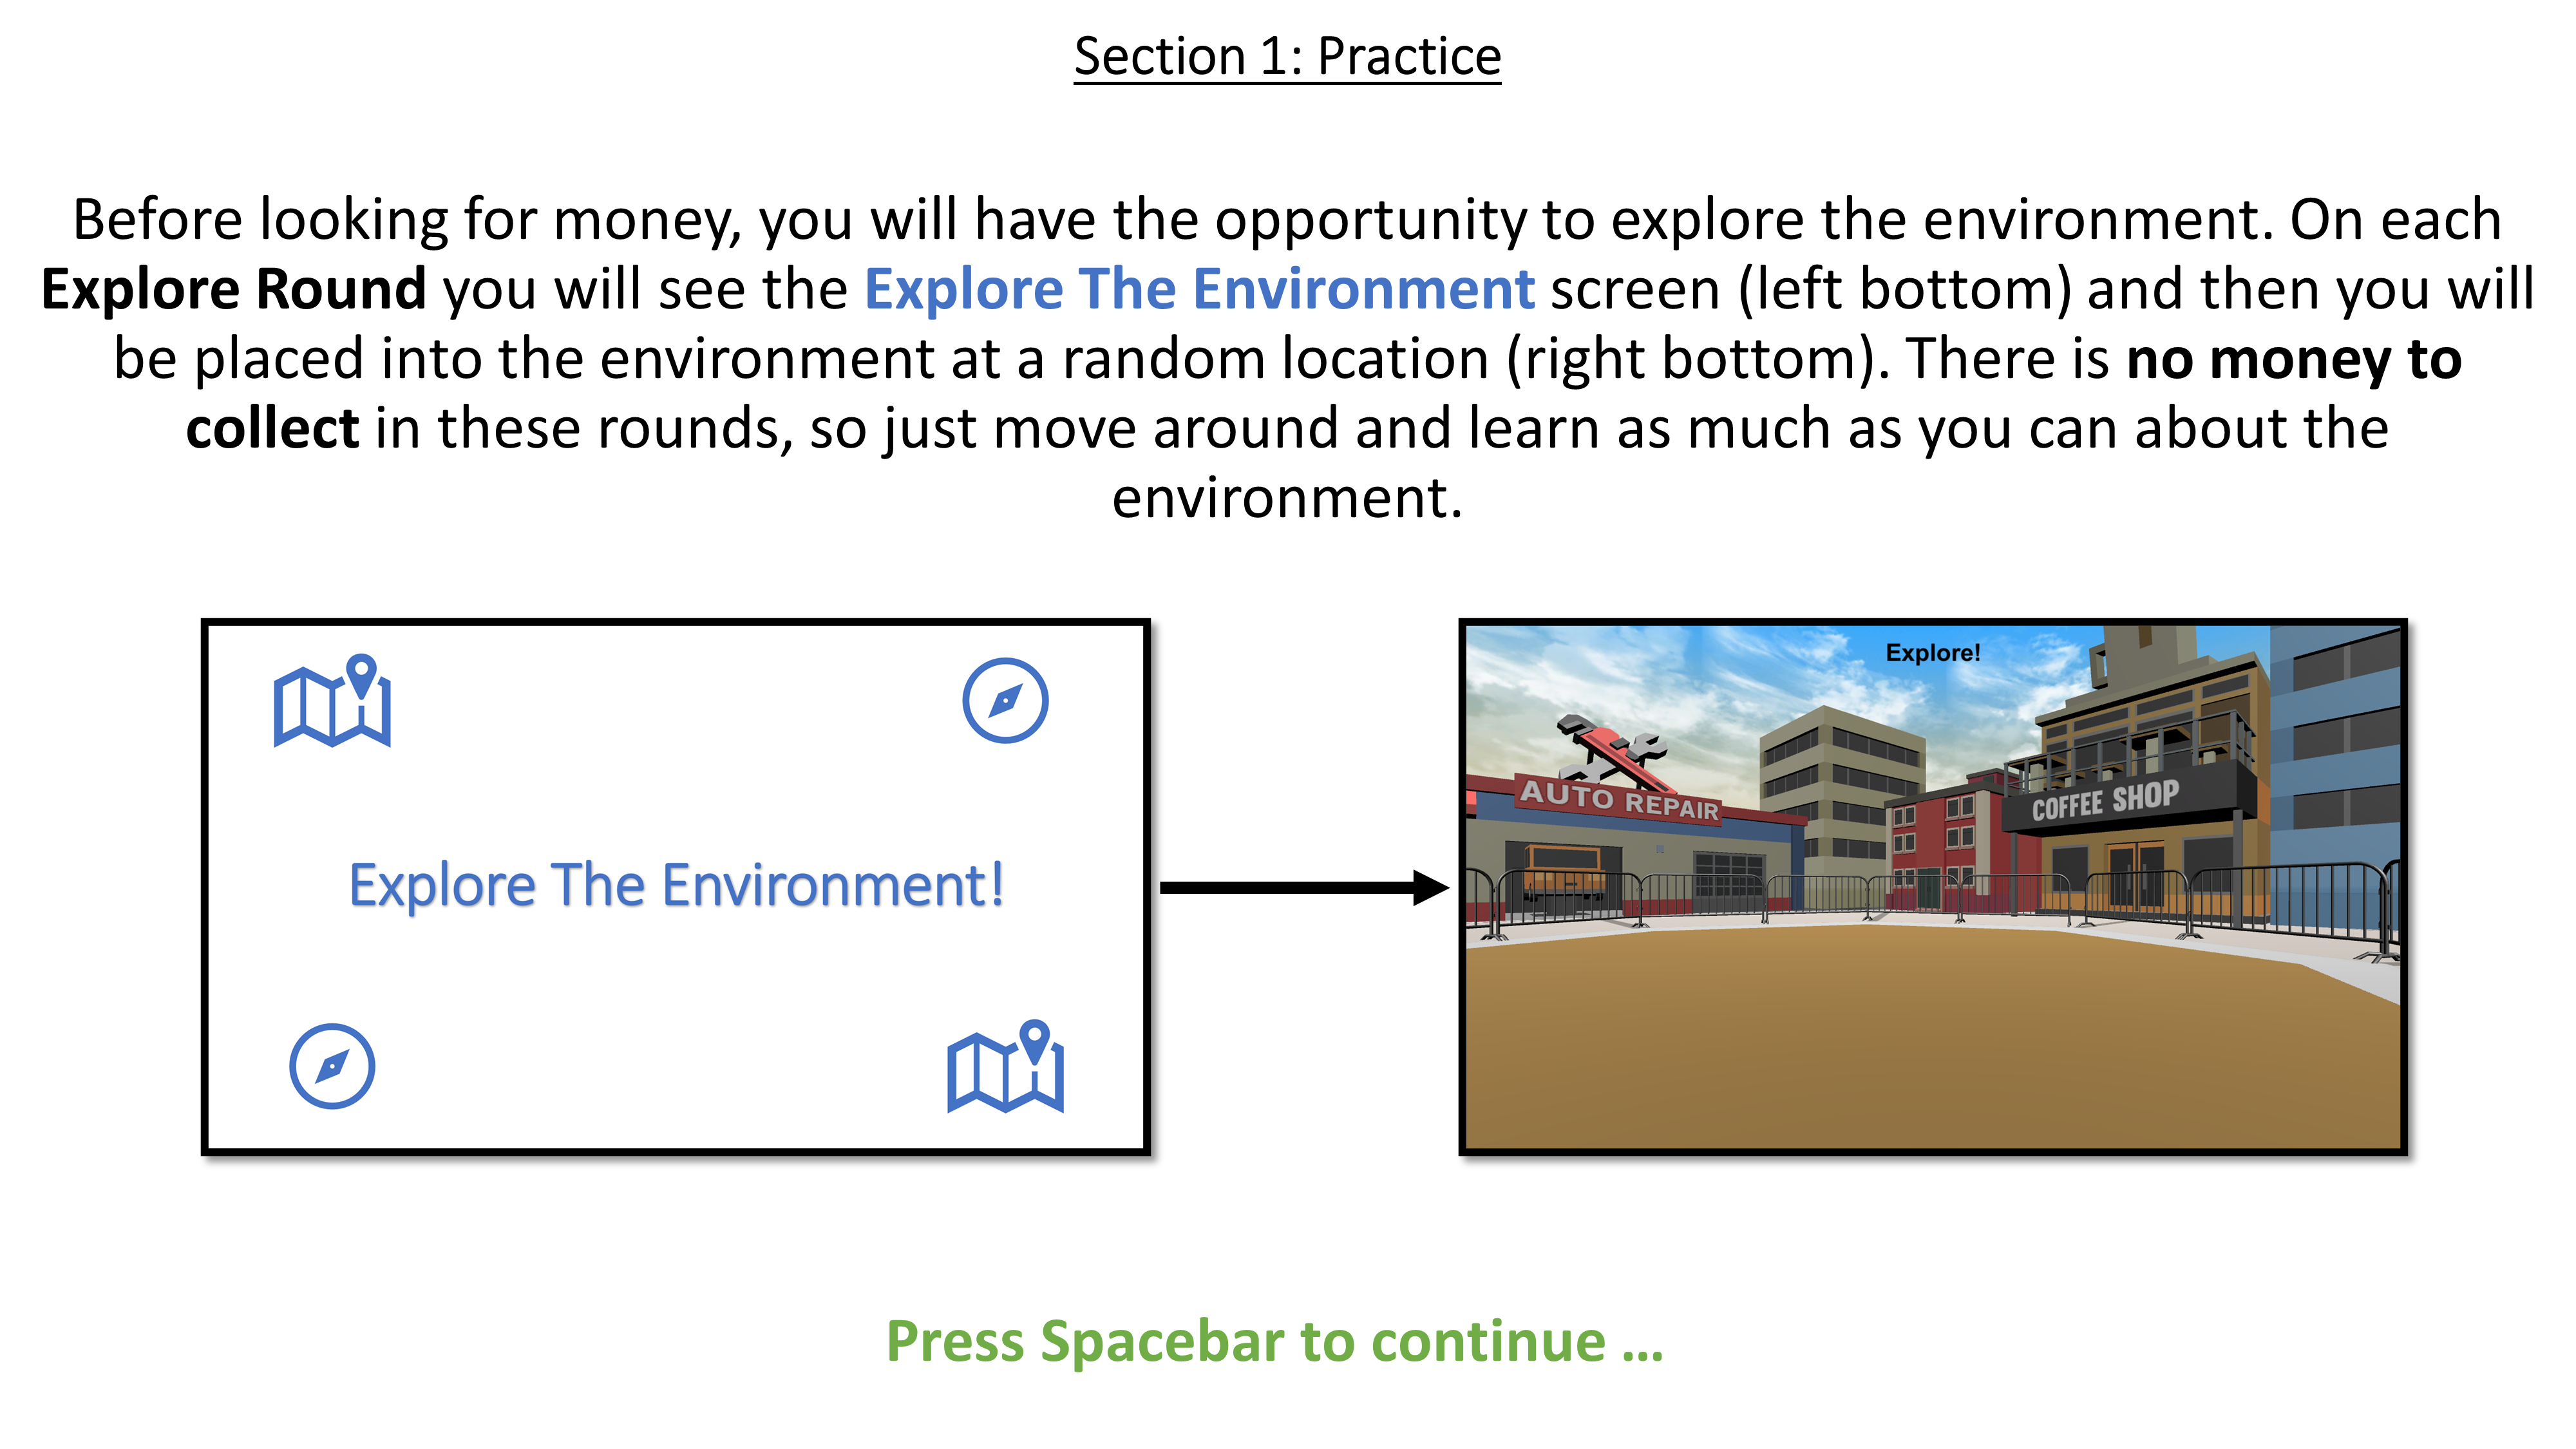 Section 1: Practice
Before looking for money, you will have the opportunity to explore the environment. On each
Explore Round you will see the Explore The Environment screen (left bottom) and then you will
be placed into the environment at a random location (right bottom). There is no money to
collect in these rounds, so just move around and learn as much as you can about the
environment.
Explore The Environment!
Explore!
AUTO REPAIR
COFFEE SHOP
Press Spacebar to continue …